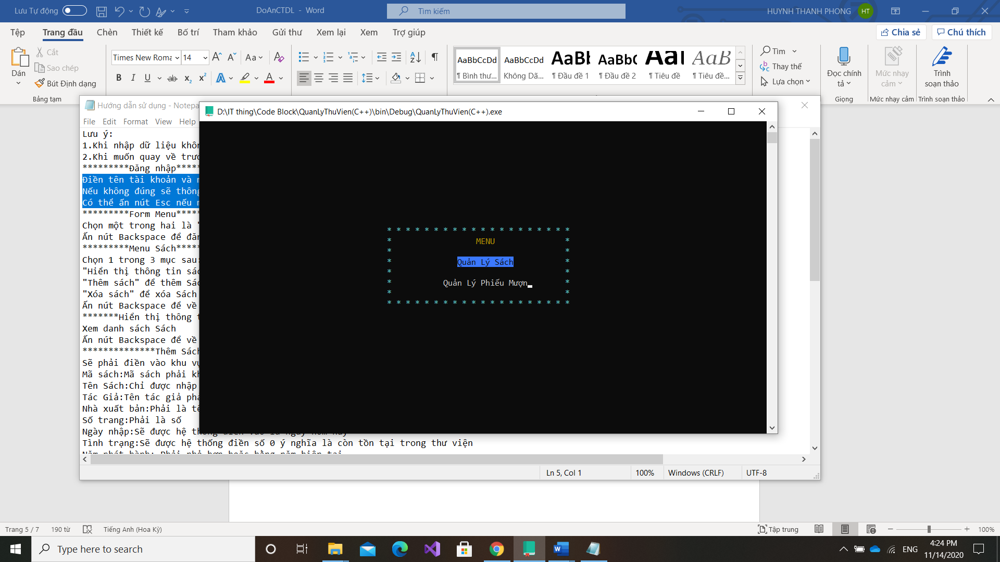 Lưu Tự động
DoAnCTDL - Word
Tìm kiếm
HUYNH THANH PHONG
HT
Tệp
Trang đầu
Chèn
Thiết kế
Bố trí
Tham khảo
Gửi thư
Xem lại
Xem
Trợ giúp
Chia sẻ
Chú thích
Dán
Cắt
Sao chép
Bút Định dạng
Bảng tạm
Times New Roma
14
AaBbCcDd
AaBbCcDd
AaBb
AaBbC
AaB
¶ Bình thư...
Không Dã...
¶ Đầu đề 1
¶ Đầu đề 2
¶ Tiêu đề
¶ Tiêu đề...
Tìm
Thay thế
Lựa chọn
Đọc chính
tả
Giọng
Mức nhạy
cảm
Mức nhạy cảm
Trình
soạn thảo
Trình soạn thảo
Hướng dẫn sử dụng - Notepa
File Edit Format View Help
Lưu ý:
1.Khi nhập dữ liệu
2.Khi muốn quay về
*********Đăng nhập*****
Điền tên tài khoản và
Nếu không đúng sẽ thông
Có thể ấn nút Esc nếu
*********Form Menu*****
Chọn một trong hai là "
Ấn nút Backspace để
*********Menu Sách*****
Chọn 1 trong 3 mục sau:
"Hiển thị thông tin
"Thêm sách" để thêm
"Xóa sách" để xóa Sách
Ấn nút Backspace để về
*******Hiển thị thông
Xem danh sách Sách
Ấn nút Backspace để về
**************Thêm Sách
Sẽ phải điền vào khu
Mã sách:Mã sách phải
Tên Sách:Chỉ được nhập
Tác Giả:Tên tác giả
Nhà xuất bản:Phải là
Số trang:Phải là số
Ngày nhập:Sẽ được hệ
Tình trạng:Sẽ được hệ thống điền số 0 ý nghĩa là còn tồn tại trong thư viện
Ln 5, Col 1
100%
Windows (CRLF)
UTF-8
D:\IT thing\Code Block\QuanLyThuVien(C++)\bin\Debug\QuanLyThuVien(C++).exe
* * * * * * * * * * * * * * * * * * * *
* MENU *
* *
* Quản Lý Sách *
* *
* Quản Lý Phiếu Mượn *
* *
* * * * * * * * * * * * * * * * * * * *
Trang 5 / 7
190 từ
Tiếng Anh (Hoa Kỳ)
Tập trung
100%
Type here to search
ENG
4:24 PM
11/14/2020